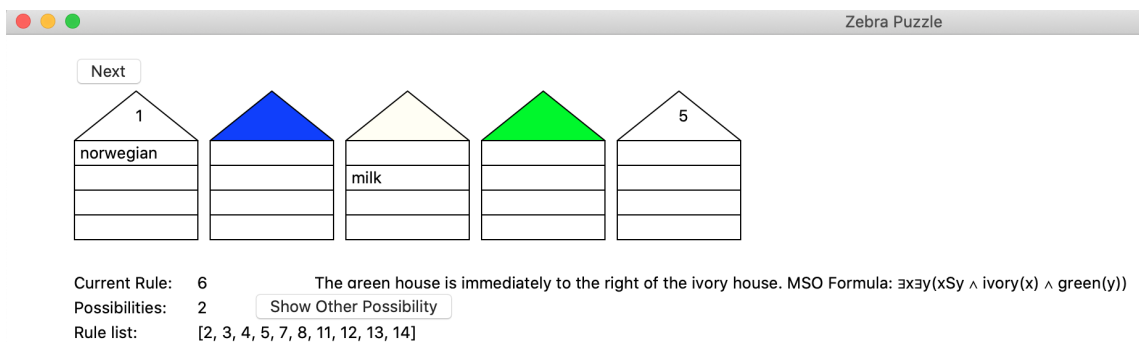 Zebra Puzzle
Next
1
5
norwegian
milk
Current Rule: 6 The green house is immediately to the right of the ivory house. MSO Formula: ∃x∃y(xSy ∧ ivory(x) ∧ green(y))
Possibilities: 2 Show Other Possibility
Rule list: [2, 3, 4, 5, 7, 8, 11, 12, 13, 14]